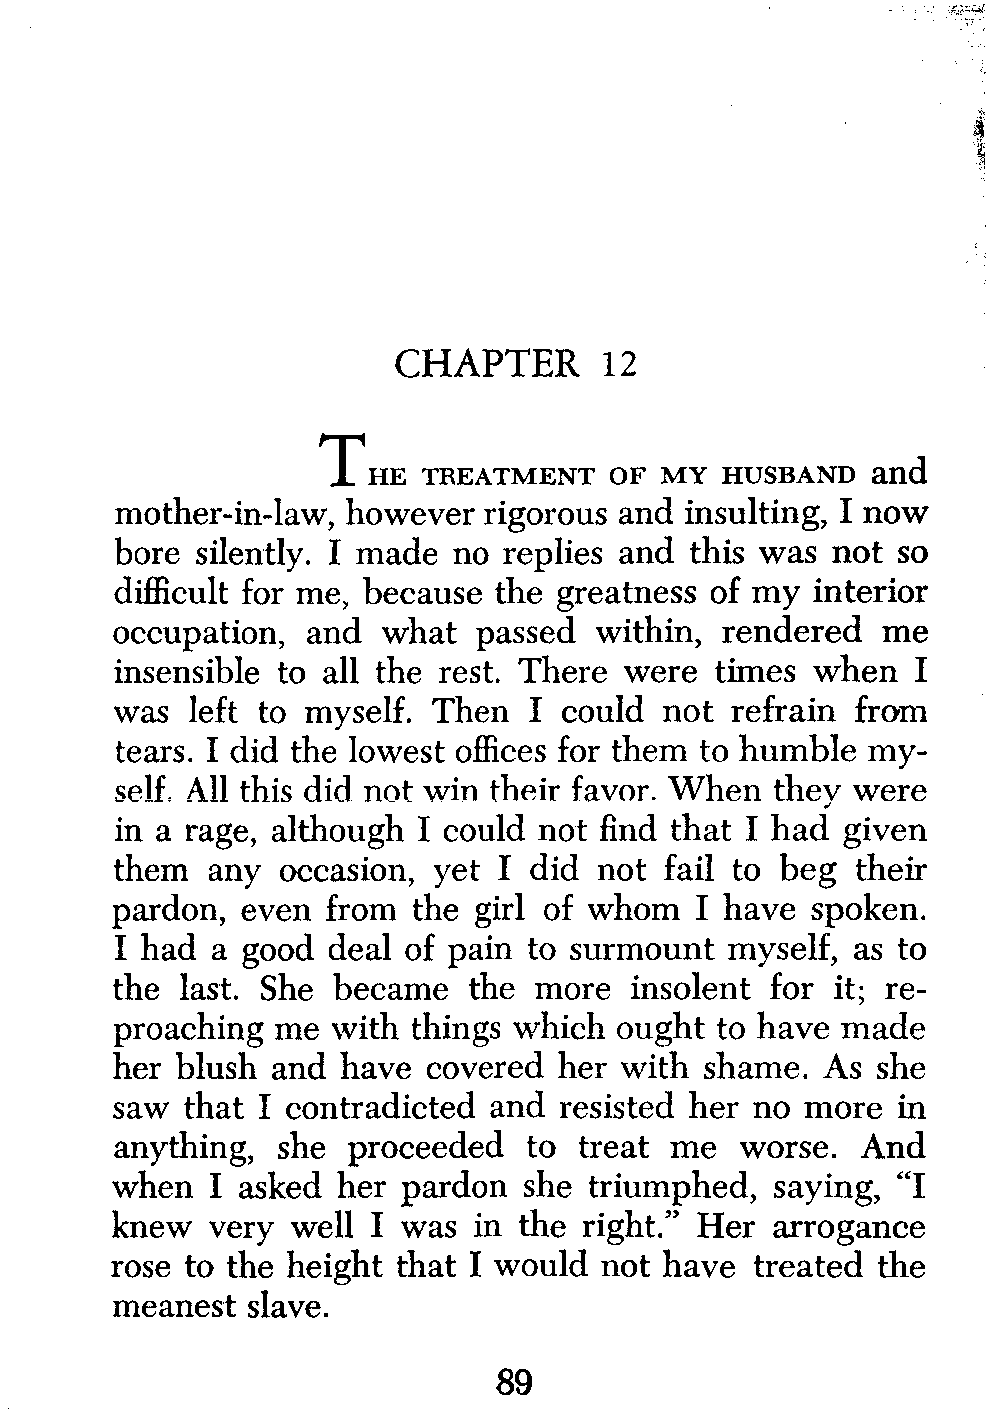 CHAPTER 12
THE TREATMENT OF MY HUSBAND and
mother-in-law, however rigorous and insulting, I now
bore silently. I made no replies and this was not so
difficult for me, because the greatness of my interior
occupation, and what passed within, rendered me
insensible to all the rest. There were times when I
was left to myself. Then I could not refrain from
tears. I did the lowest offices for them to humble my-
self. All this did not win their favor. When they were
in a rage, although I could not find that I had given
them any occasion, yet I did not fail to beg their
pardon, even from the girl of whom I have spoken.
I had a good deal of pain to surmount myself, as to
the last. She became the more insolent for it; re-
proaching me with things which ought to have made
her blush and have covered her with shame. As she
saw that I contradicted and resisted her no more in
anything, she proceeded to treat me worse. And
when I asked her pardon she triumphed, saying, “I
knew very well I was in the right.” Her arrogance
rose to the height that I would not have treated the
meanest slave.
89